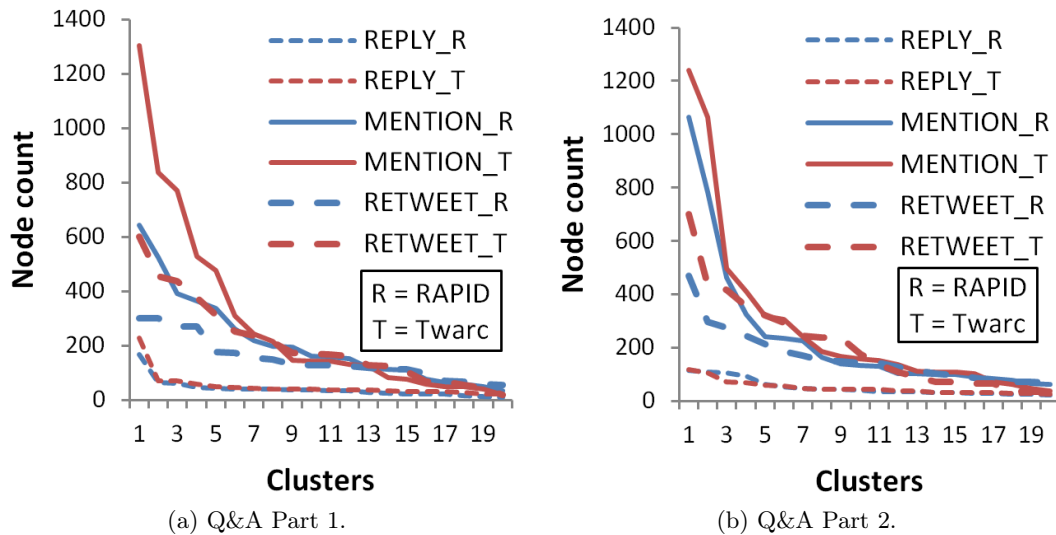 1400
1200
1000
800
600
400
200
0
Node count
REPLY_R
REPLY_T
MENTION_R
MENTION_T
RETWEET_R
RETWEET_T
R = RAPID
T = Twarc
1 3 5 7 9 11 13 15 17 19
Clusters
(a) Q&A Part 1.
1400
1200
1000
800
600
400
200
0
Node count
REPLY_R
REPLY_T
MENTION_R
MENTION_T
RETWEET_R
RETWEET_T
R = RAPID
T = Twarc
1 3 5 7 9 11 13 15 17 19
Clusters
(b) Q&A Part 2.